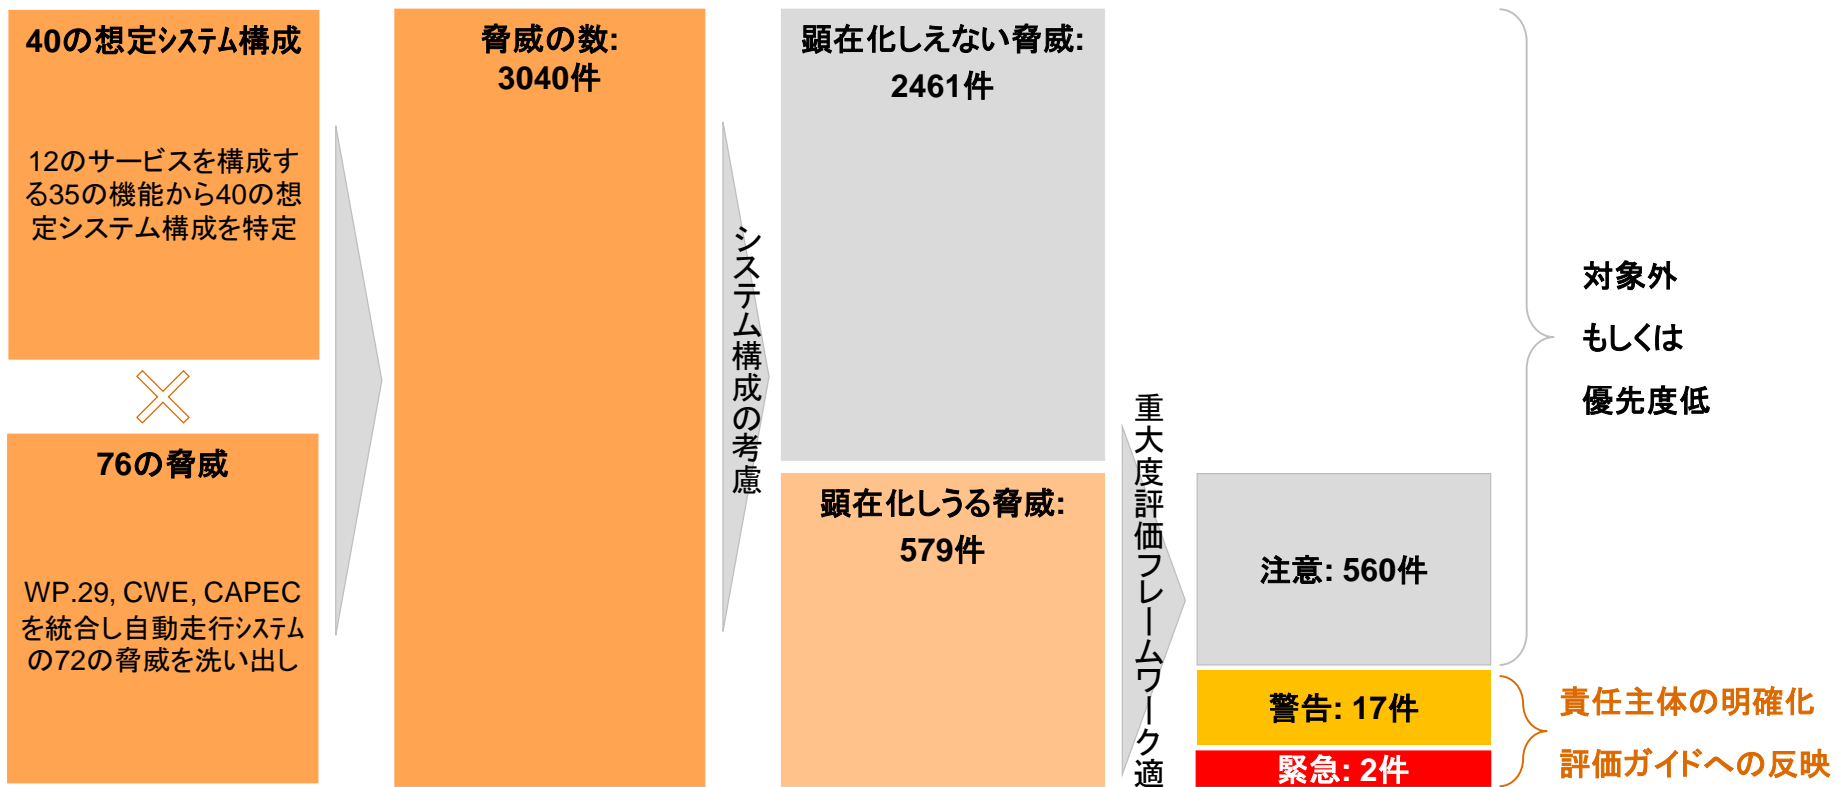 40の想定システム構成
12のサービスを構成す
る35の機能から40の想
定システム構成を特定
76の脅威
WP.29, CWE, CAPEC
を統合し自動走行システム
の72の脅威を洗い出し
脅威の数:
3040件
システム構成の考慮
顕在化しえない脅威:
2461件
顕在化しうる脅威:
579件
重大度評価フレームワーク適
注意: 560件
警告: 17件
緊急: 2件
対象外
もしくは
優先度低
責任主体の明確化
評価ガイドへの反映